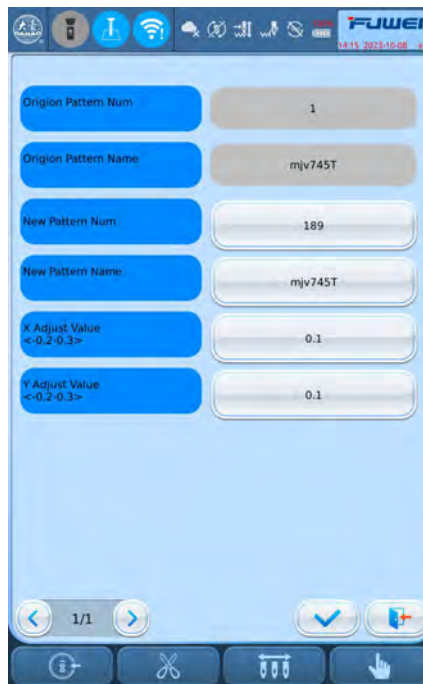 DAHAO
FUWEI
14:15 2023-10-08
Origion Pattern Num
1
Origion Pattern Name
mjv745T
New Pattern Num
189
New Pattern Name
mjv745T
X Adjust Value
<-0.2-0.3>
0.1
Y Adjust Value
<-0.2-0.3>
0.1
1/1